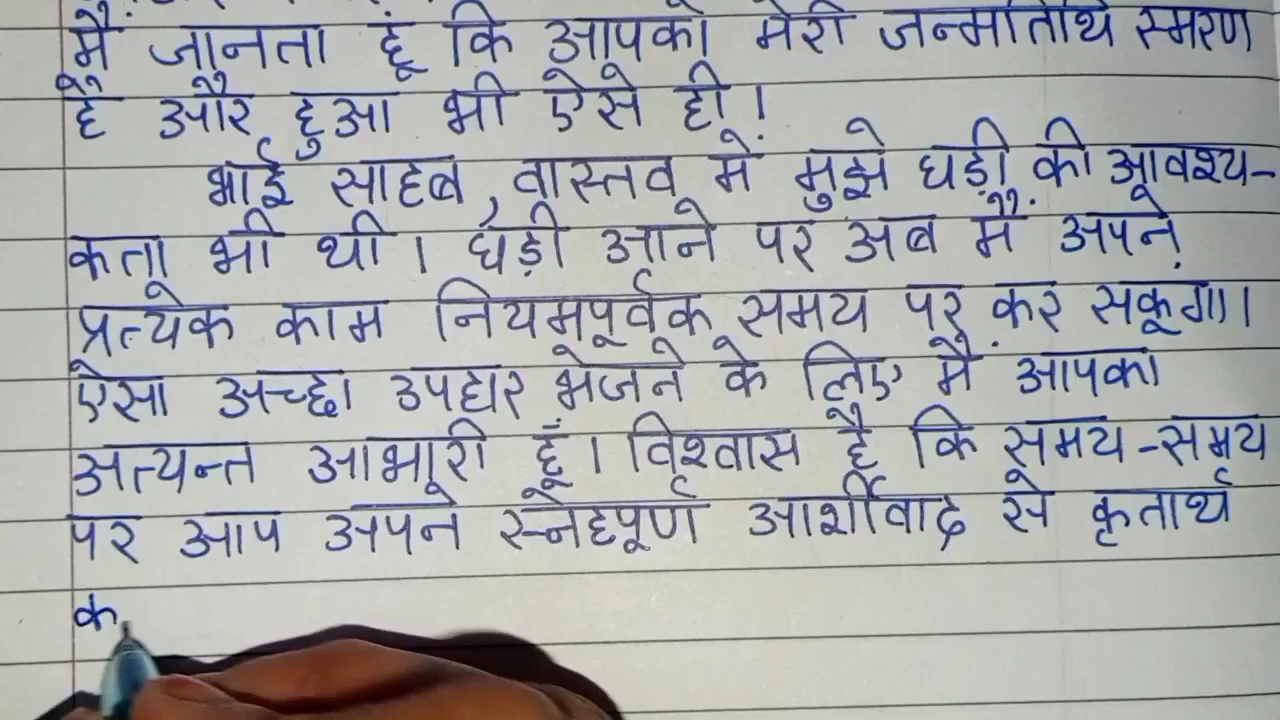 मैं जानता हूं कि आपको मेरी जन्मतिथि स्मरण
है और हुआ भी ऐसे ही।
भाई साहब, वास्तव में मुझे घड़ी की आवश्य-
कता भी थी। घड़ी आने पर अब मैं अपने
प्रत्येक काम नियमपूर्वक समय पर कर सकूगा।
ऐसा अच्छा उपहार भेजने के लिए मैं आपका
अत्यन्त आभारी हूँ। विश्वास है कि समय-समय
पर आप अपने स्नेहपूर्ण आर्शीवाद से कृतार्थ
क